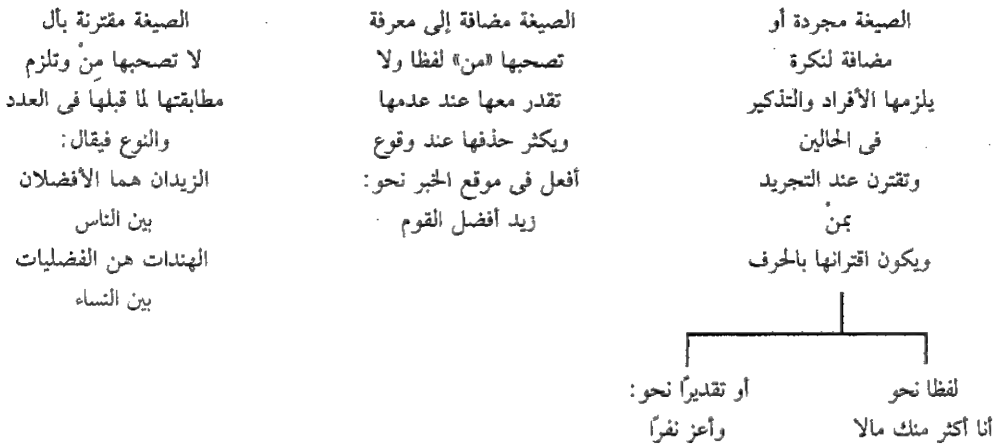 الصيغة مجردة أو
مضافة لنكرة
يلزمها الأفراد والتذكير
فى الحالين
وتقترن عند التجريد
بمنْ
ويكون اقترانها بالحرف
لفظا نحو
أنا أكثر منك مالا
أو تقديرًا نحو:
وأعز نفرًا
الصيغة مضافة إلى معرفة
تصحبها «من» لفظا ولا
تقدر معها عند عدمها
ويكثر حذفها عند وقوع
أفعل فى موقع الخبر نحو:
زيد أفضل القوم
الصيغة مقترنة بأل
لا تصحبها مِنْ وتلزم
مطابقتها لما قبلها فى العدد
والنوع فيقال:
الزيدان هما الأفضلان
بين الناس
الهندات هن الفضليات
بين النساء